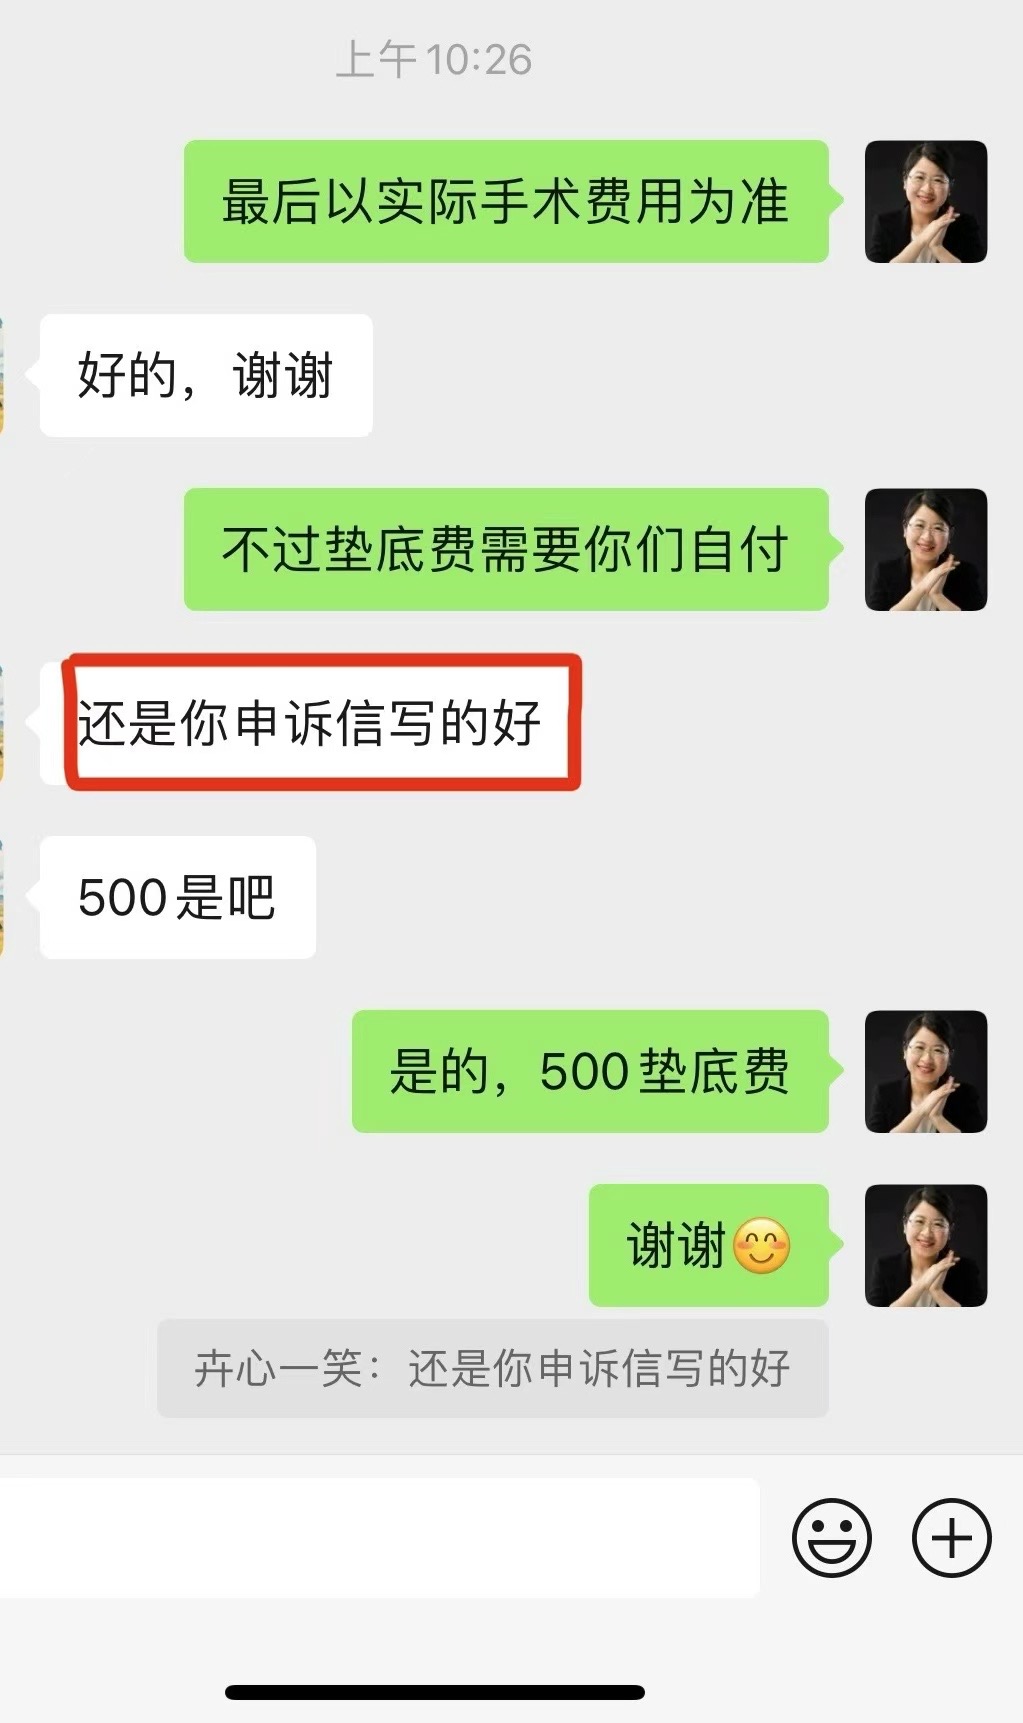 上午10:26
最后以实际手术费用为准
好的，谢谢
不过垫底费需要你们自付
还是你申诉信写的好
500是吧
是的，500垫底费
谢谢😊
卉心一笑：还是你申诉信写的好